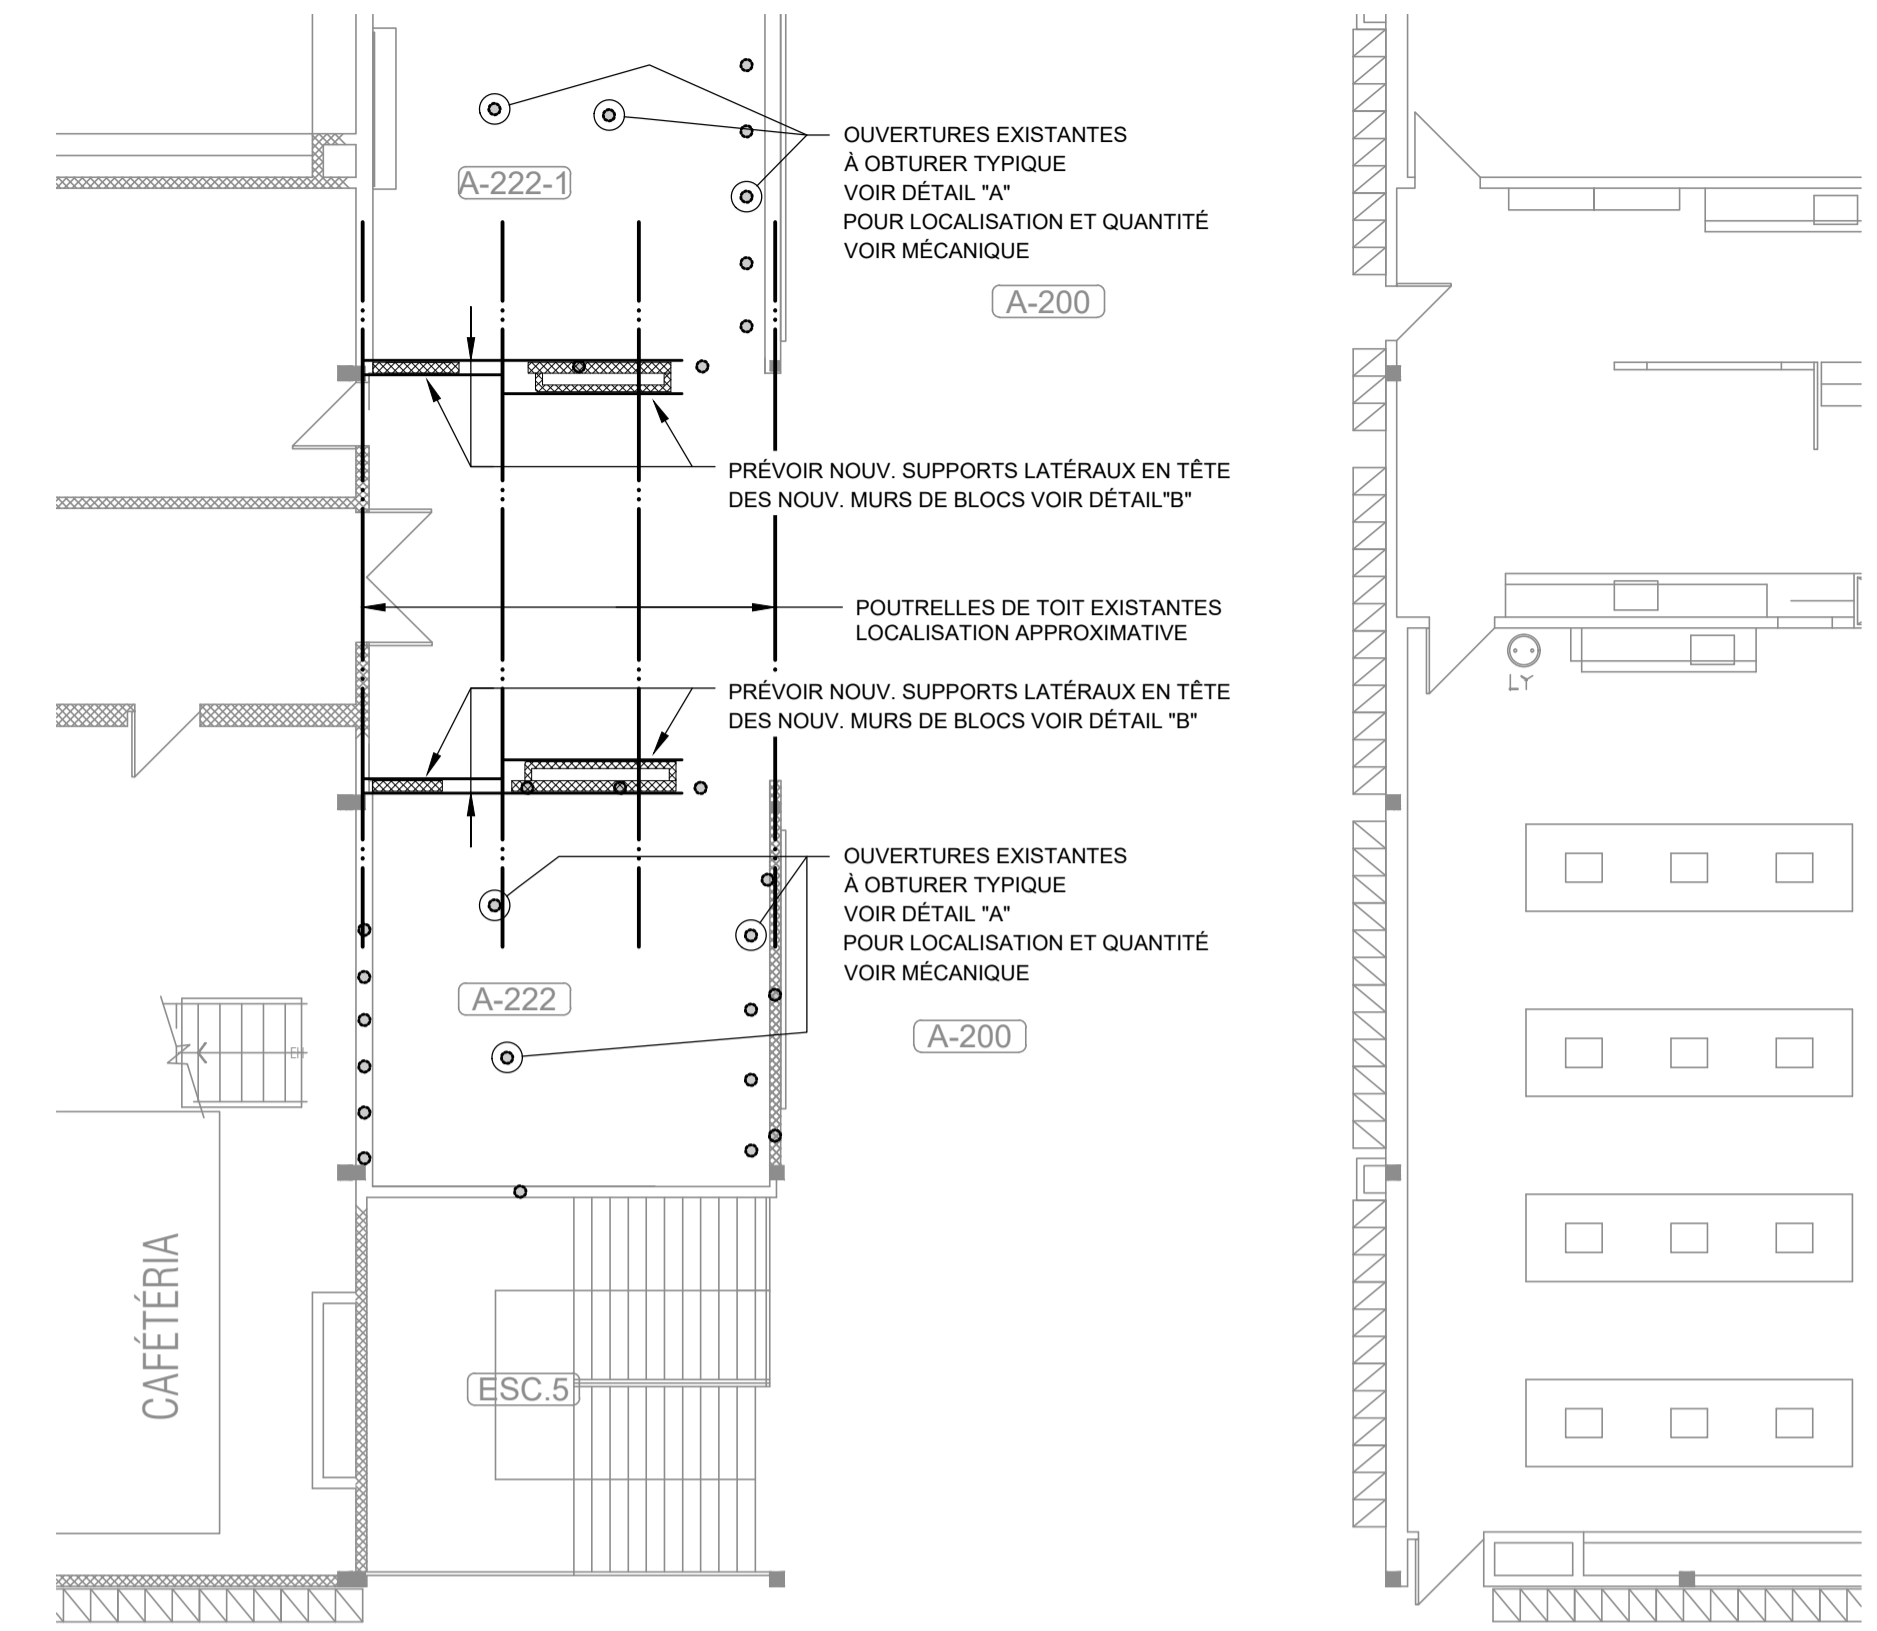 OUVERTURES EXISTANTES
À OBTURER TYPIQUE
VOIR DÉTAIL "A"
POUR LOCALISATION ET QUANTITÉ
VOIR MÉCANIQUE
A-222-1
A-200
PRÉVOIR NOUV. SUPPORTS LATÉRAUX EN TÊTE
DES NOUV. MURS DE BLOCS VOIR DÉTAIL"B"
POUTRELLES DE TOIT EXISTANTES
LOCALISATION APPROXIMATIVE
LY
PRÉVOIR NOUV. SUPPORTS LATÉRAUX EN TÊTE
DES NOUV. MURS DE BLOCS VOIR DÉTAIL "B"
OUVERTURES EXISTANTES
À OBTURER TYPIQUE
VOIR DÉTAIL "A"
POUR LOCALISATION ET QUANTITÉ
VOIR MÉCANIQUE
A-222
A-200
CAFÉTÉRIA
ESC.5